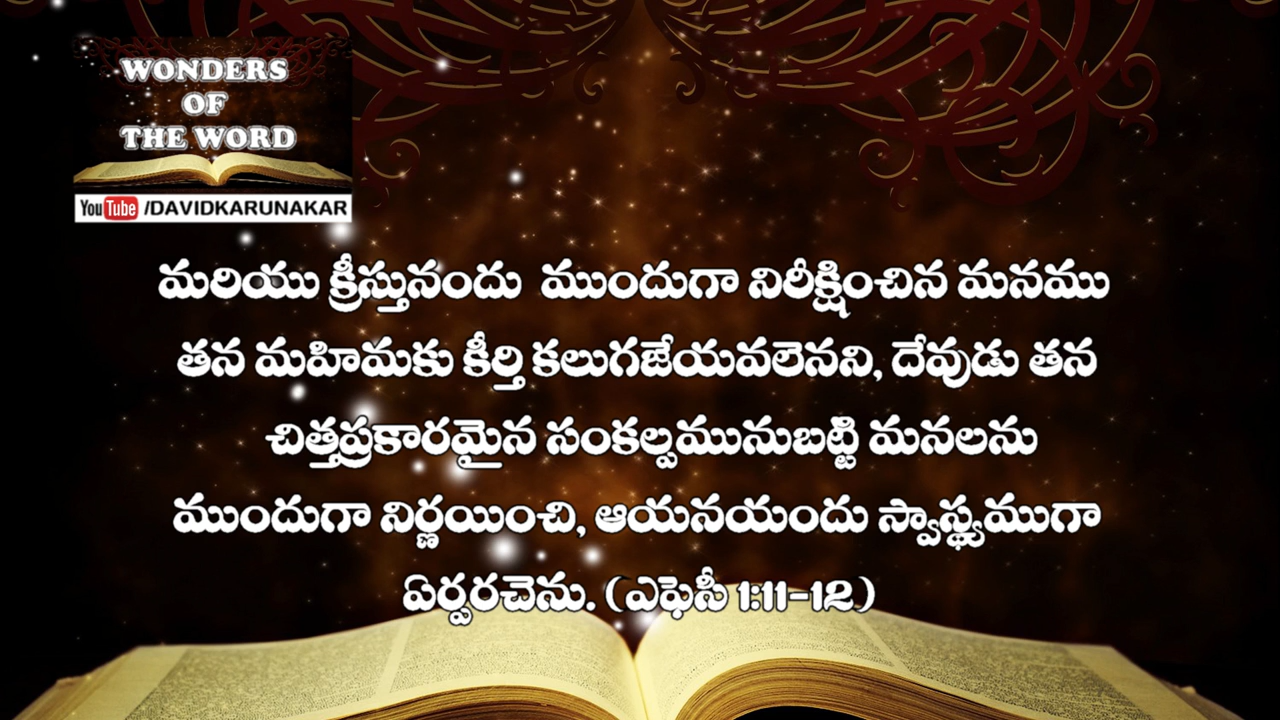 WONDERS
OF
THE WORD
YouTube /DAVIDKARUNAKAR
మరియు క్రీస్తునందు ముందుగా నిరీక్షించిన మనము
తన మహిమకు కీర్తి కలుగజేయవలెనని, దేవుడు తన
చిత్తప్రకారమైన సంకల్పమునుబట్టి మనలను
ముందుగా నిర్ణయించి, ఆయనయందు స్వాస్థ్యముగా
ఏర్పరచెను. (ఎఫెసీ 1:11-12)